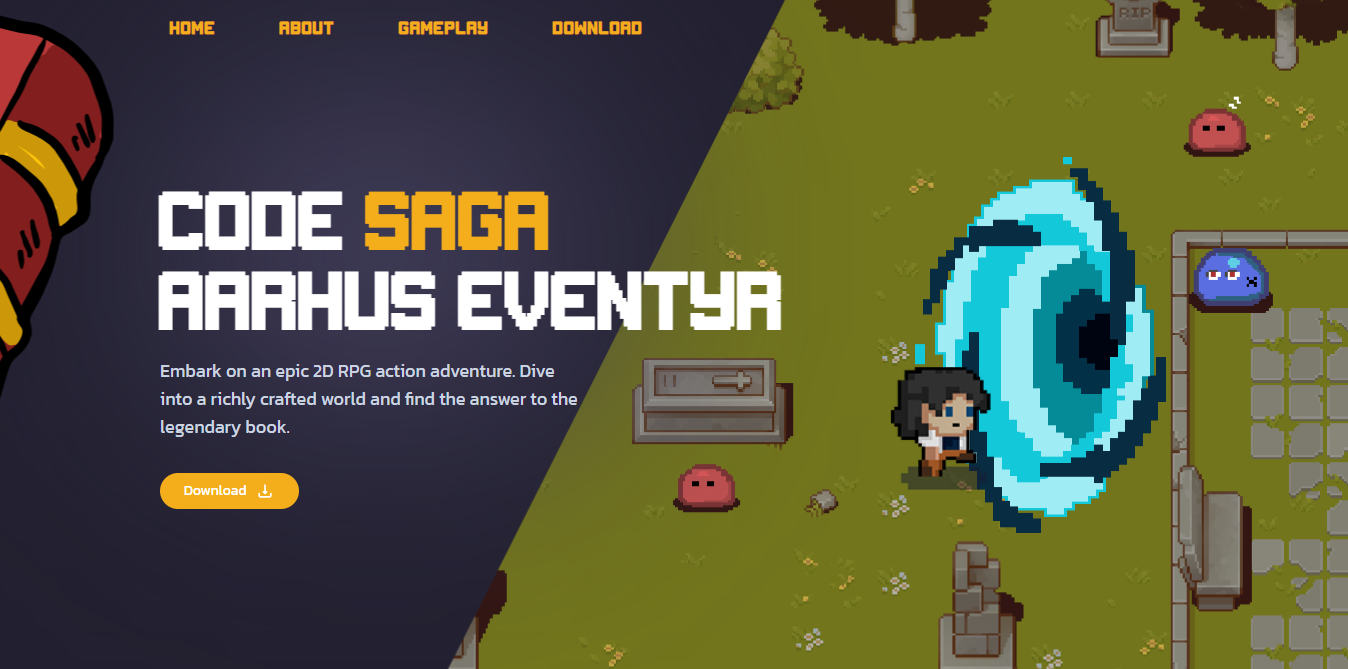 HOME ABOUT GAMEPLAY DOWNLOAD
RIP
CODE SAGA
AARHUS EVENTYR
Embark on an epic 2D RPG action adventure. Dive
into a richly crafted world and find the answer to the
legendary book.
Download